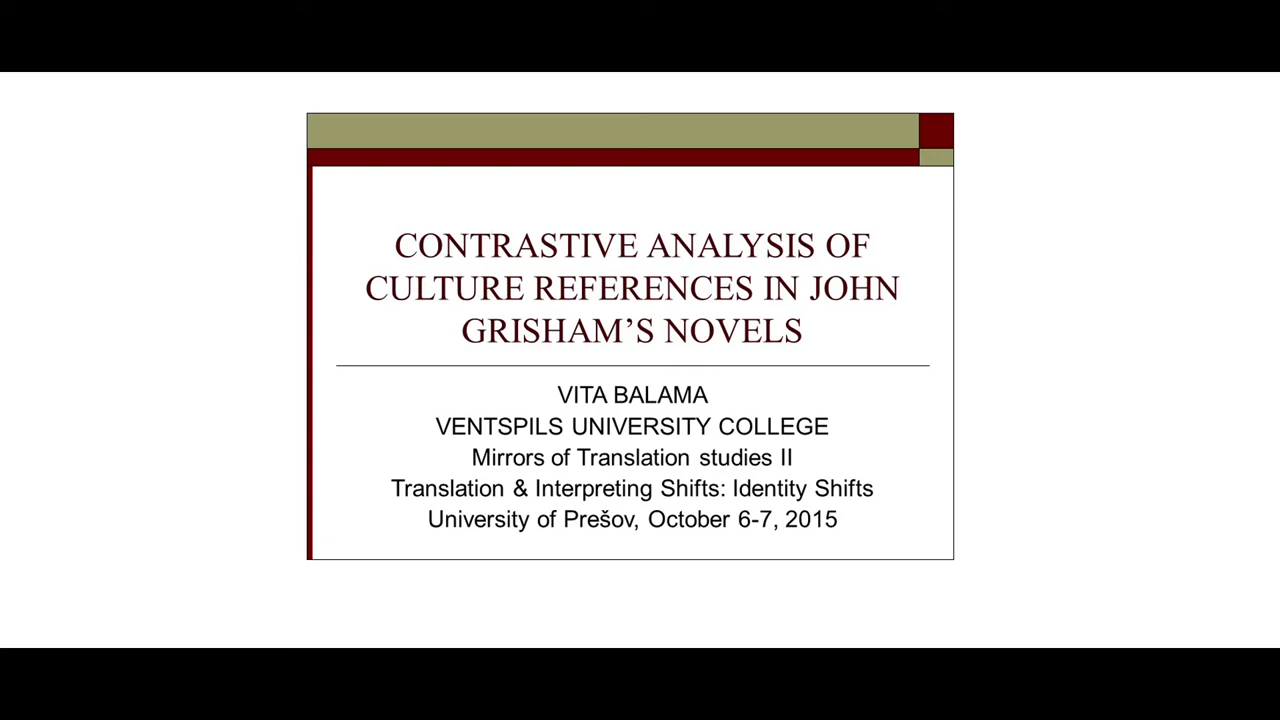 CONTRASTIVE ANALYSIS OF
CULTURE REFERENCES IN JOHN
GRISHAM’S NOVELS
VITA BALAMA
VENTSPILS UNIVERSITY COLLEGE
Mirrors of Translation studies II
Translation & Interpreting Shifts: Identity Shifts
University of Prešov, October 6-7, 2015